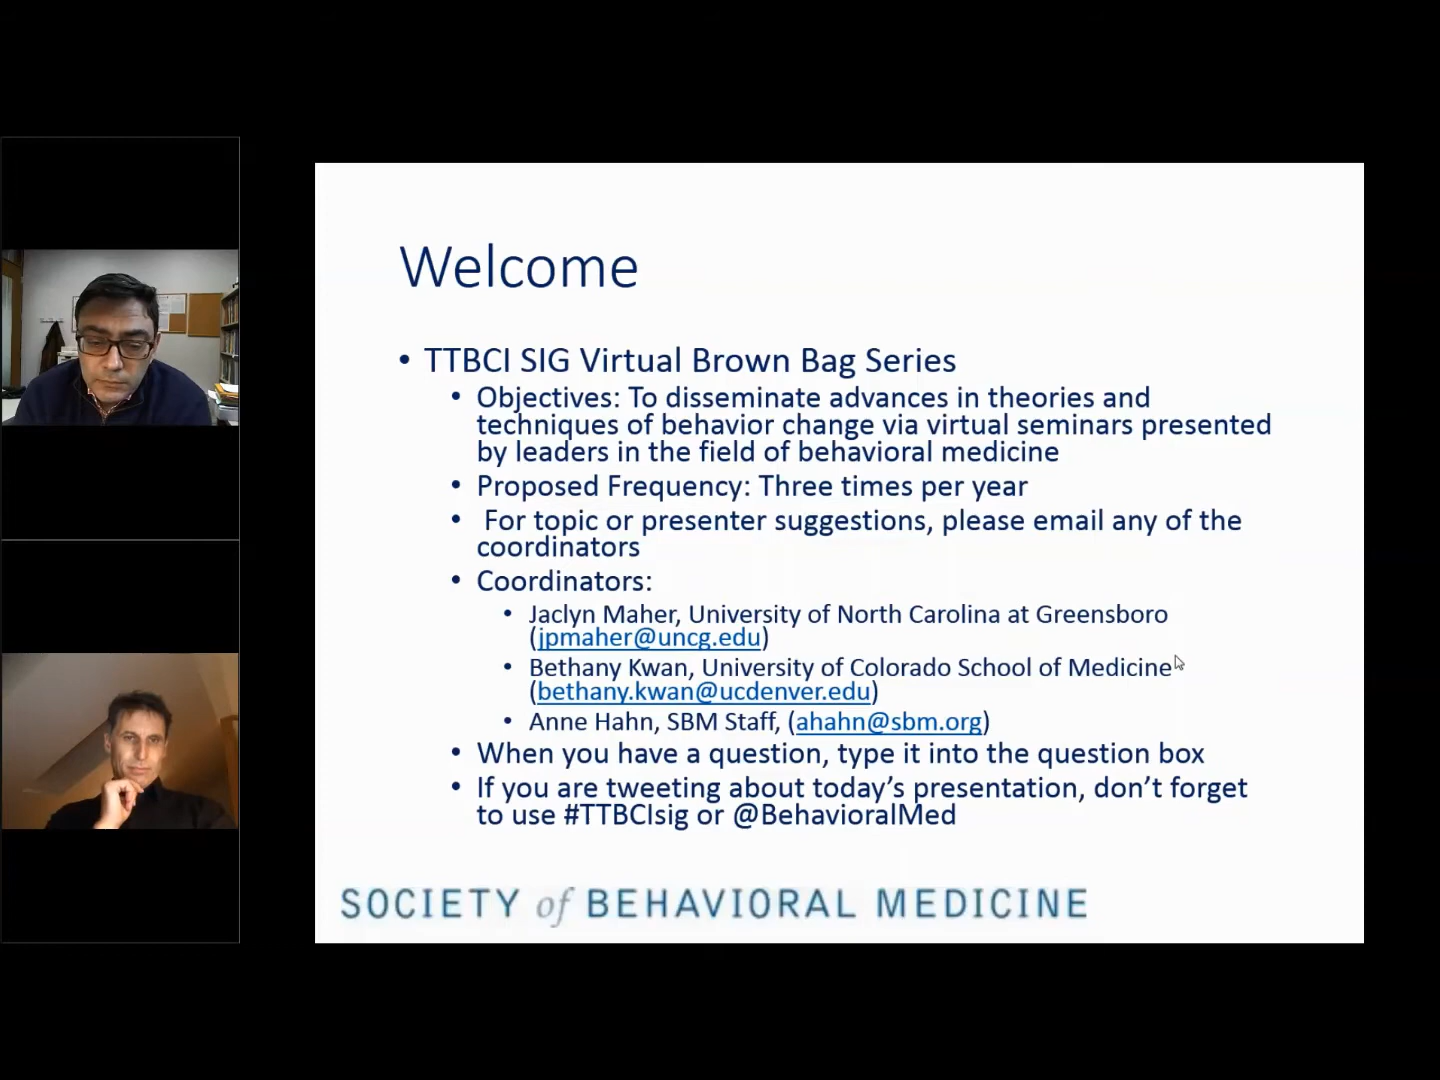 Welcome
• TTBCI SIG Virtual Brown Bag Series
• Objectives: To disseminate advances in theories and
techniques of behavior change via virtual seminars presented
by leaders in the field of behavioral medicine
• Proposed Frequency: Three times per year
• For topic or presenter suggestions, please email any of the
coordinators
• Coordinators:
• Jaclyn Maher, University of North Carolina at Greensboro
(jpmaher@uncg.edu)
• Bethany Kwan, University of Colorado School of Medicine
(bethany.kwan@ucdenver.edu)
• Anne Hahn, SBM Staff, (ahahn@sbm.org)
• When you have a question, type it into the question box
• If you are tweeting about today's presentation, don't forget
to use #TTBCIsig or @BehavioralMed
SOCIETY of BEHAVIORAL MEDICINE